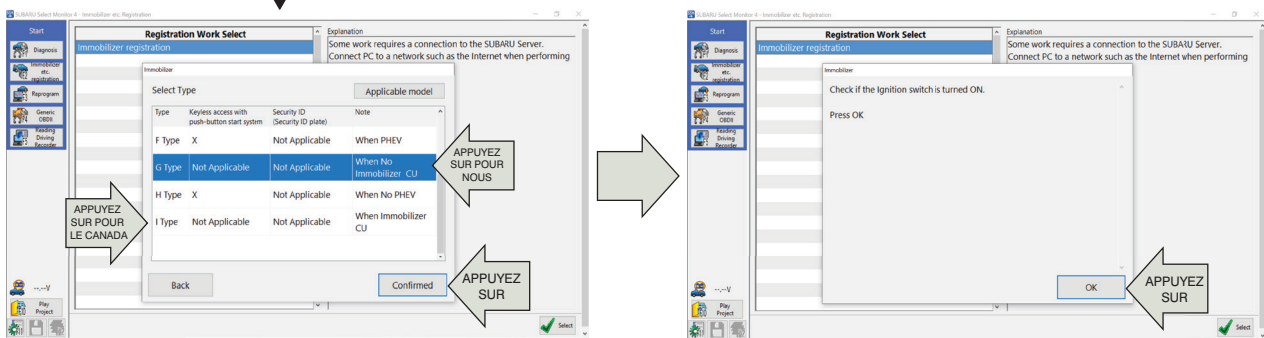 SUBARU Select Monitor 4 - Immobilizer etc. Registration
Start
Diagnosis
Immobilizer
etc.
registration
Reprogram
Generic
OBDII
Reading
Driving
Recorder
--.--V
Play
Project
Registration Work Select
Immobilizer registration
Explanation
Some work requires a connection to the SUBARU Server.
Connect PC to a network such as the Internet when performing
Immobilizer
Select Type
Applicable model
Type Keyless access with push-button start system Security ID (Security ID plate) Note
F Type X Not Applicable When PHEV
G Type Not Applicable Not Applicable When No Immobilizer CU
H Type X Not Applicable When No PHEV
I Type Not Applicable Not Applicable When Immobilizer CU
Back
Confirmed
Select
APPUYEZ
SUR POUR
NOUS
APPUYEZ
SUR POUR
LE CANADA
APPUYEZ
SUR
SUBARU Select Monitor 4 - Immobilizer etc. Registration
Start
Diagnosis
Immobilizer
etc.
registration
Reprogram
Generic
OBDII
Reading
Driving
Recorder
--.--V
Play
Project
Registration Work Select
Immobilizer registration
Explanation
Some work requires a connection to the SUBARU Server.
Connect PC to a network such as the Internet when performing
Immobilizer
Check if the Ignition switch is turned ON.
Press OK
OK
Select
APPUYEZ
SUR